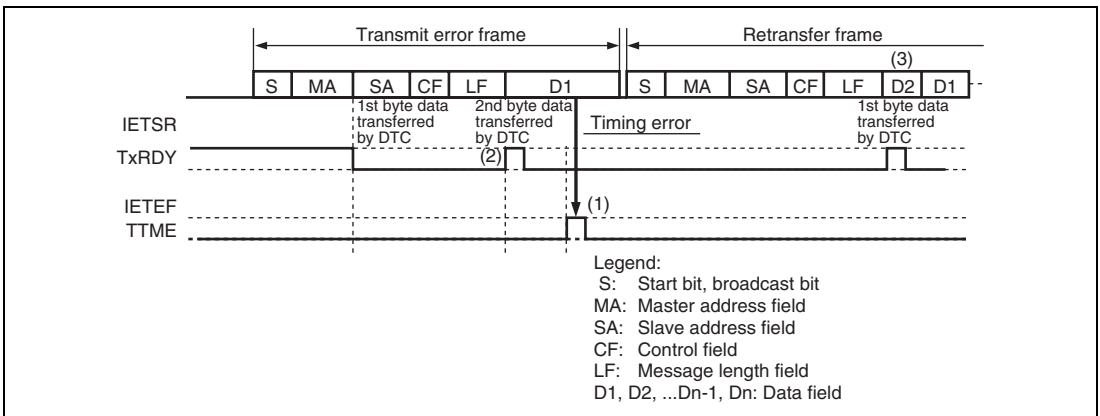 Transmit error frame
Retransfer frame
(3)
S MA SA CF LF D1 S MA SA CF LF D2 D1
1st byte data
transferred
by DTC
2nd byte data
transferred
by DTC
1st byte data
transferred
by DTC
Timing error
IETSR
TxRDY
(2)
IETEF
TTME
(1)
Legend:
S: Start bit, broadcast bit
MA: Master address field
SA: Slave address field
CF: Control field
LF: Message length field
D1, D2, ...Dn-1, Dn: Data field